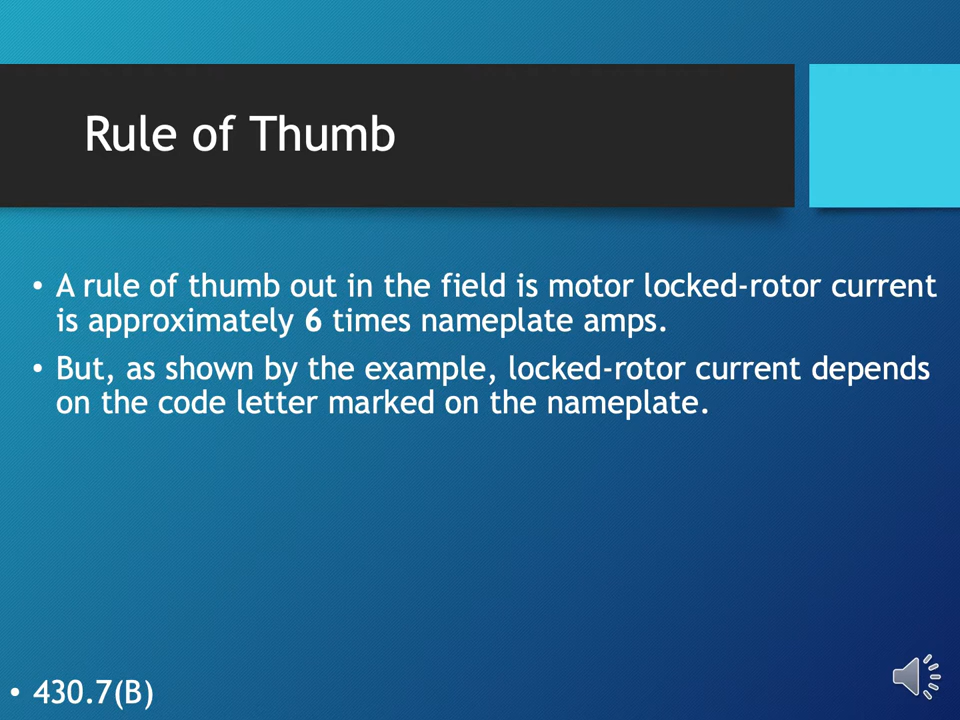 Rule of Thumb
• A rule of thumb out in the field is motor locked-rotor current
is approximately 6 times nameplate amps.
• But, as shown by the example, locked-rotor current depends
on the code letter marked on the nameplate.
• 430.7(B)